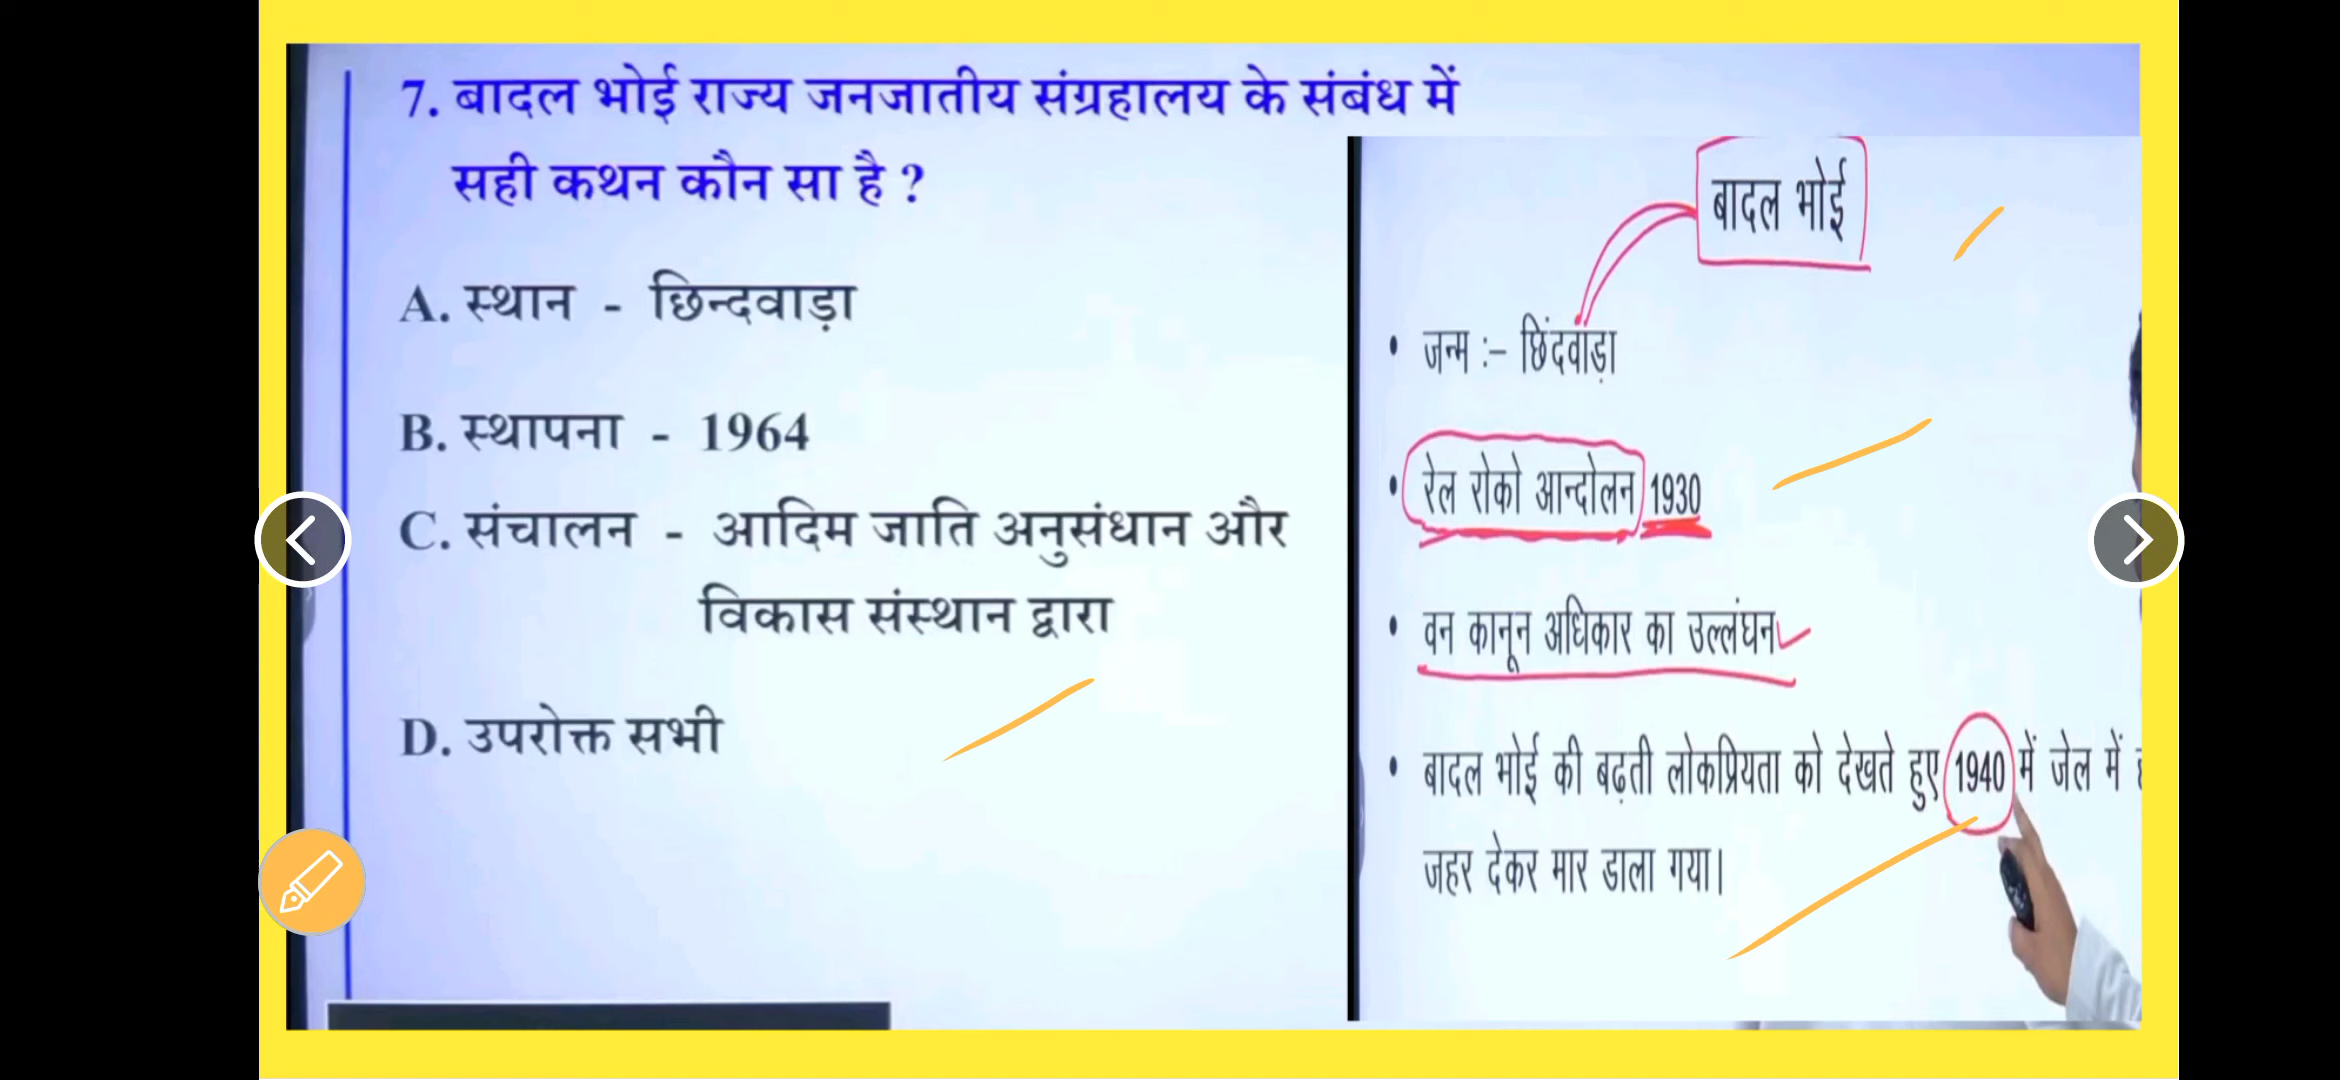 7. बादल भोई राज्य जनजातीय संग्रहालय के संबंध में
सही कथन कौन सा है ?
A. स्थान - छिन्दवाड़ा
B. स्थापना - 1964
C. संचालन - आदिम जाति अनुसंधान और
विकास संस्थान द्वारा
D. उपरोक्त सभी
बादल भोई
• जन्म :– छिंदवाड़ा
• रेल रोको आन्दोलन 1930
• वन कानून अधिकार का उल्लंघन
• बादल भोई की बढ़ती लोकप्रियता को देखते हुए 1940 में जेल में
जहर देकर मार डाला गया।